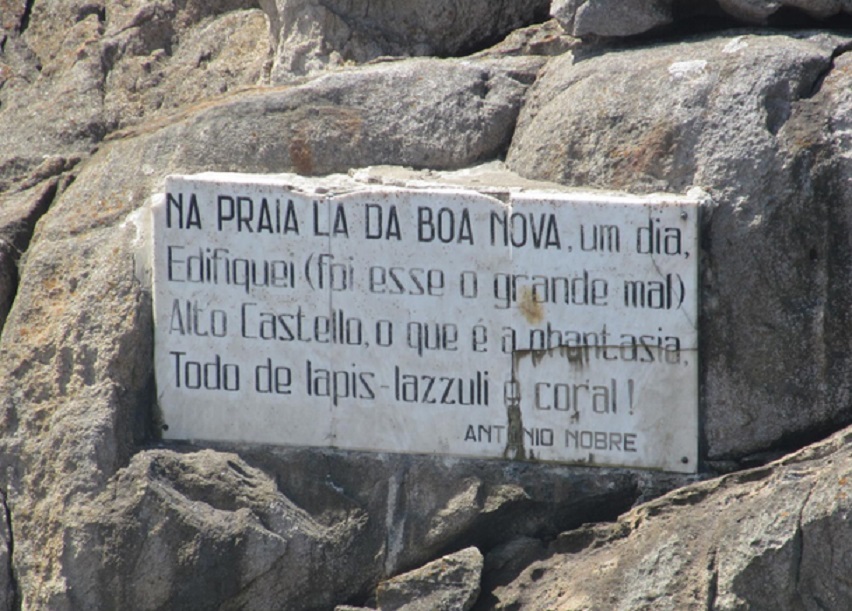 NA PRAIA LA DA BOA NOVA, um dia,
Edifiquei (foi esse o grande mal)
Alto Castello, o que é a phantasia,
Todo de lapis-lazzuli e coral!
ANTONIO NOBRE